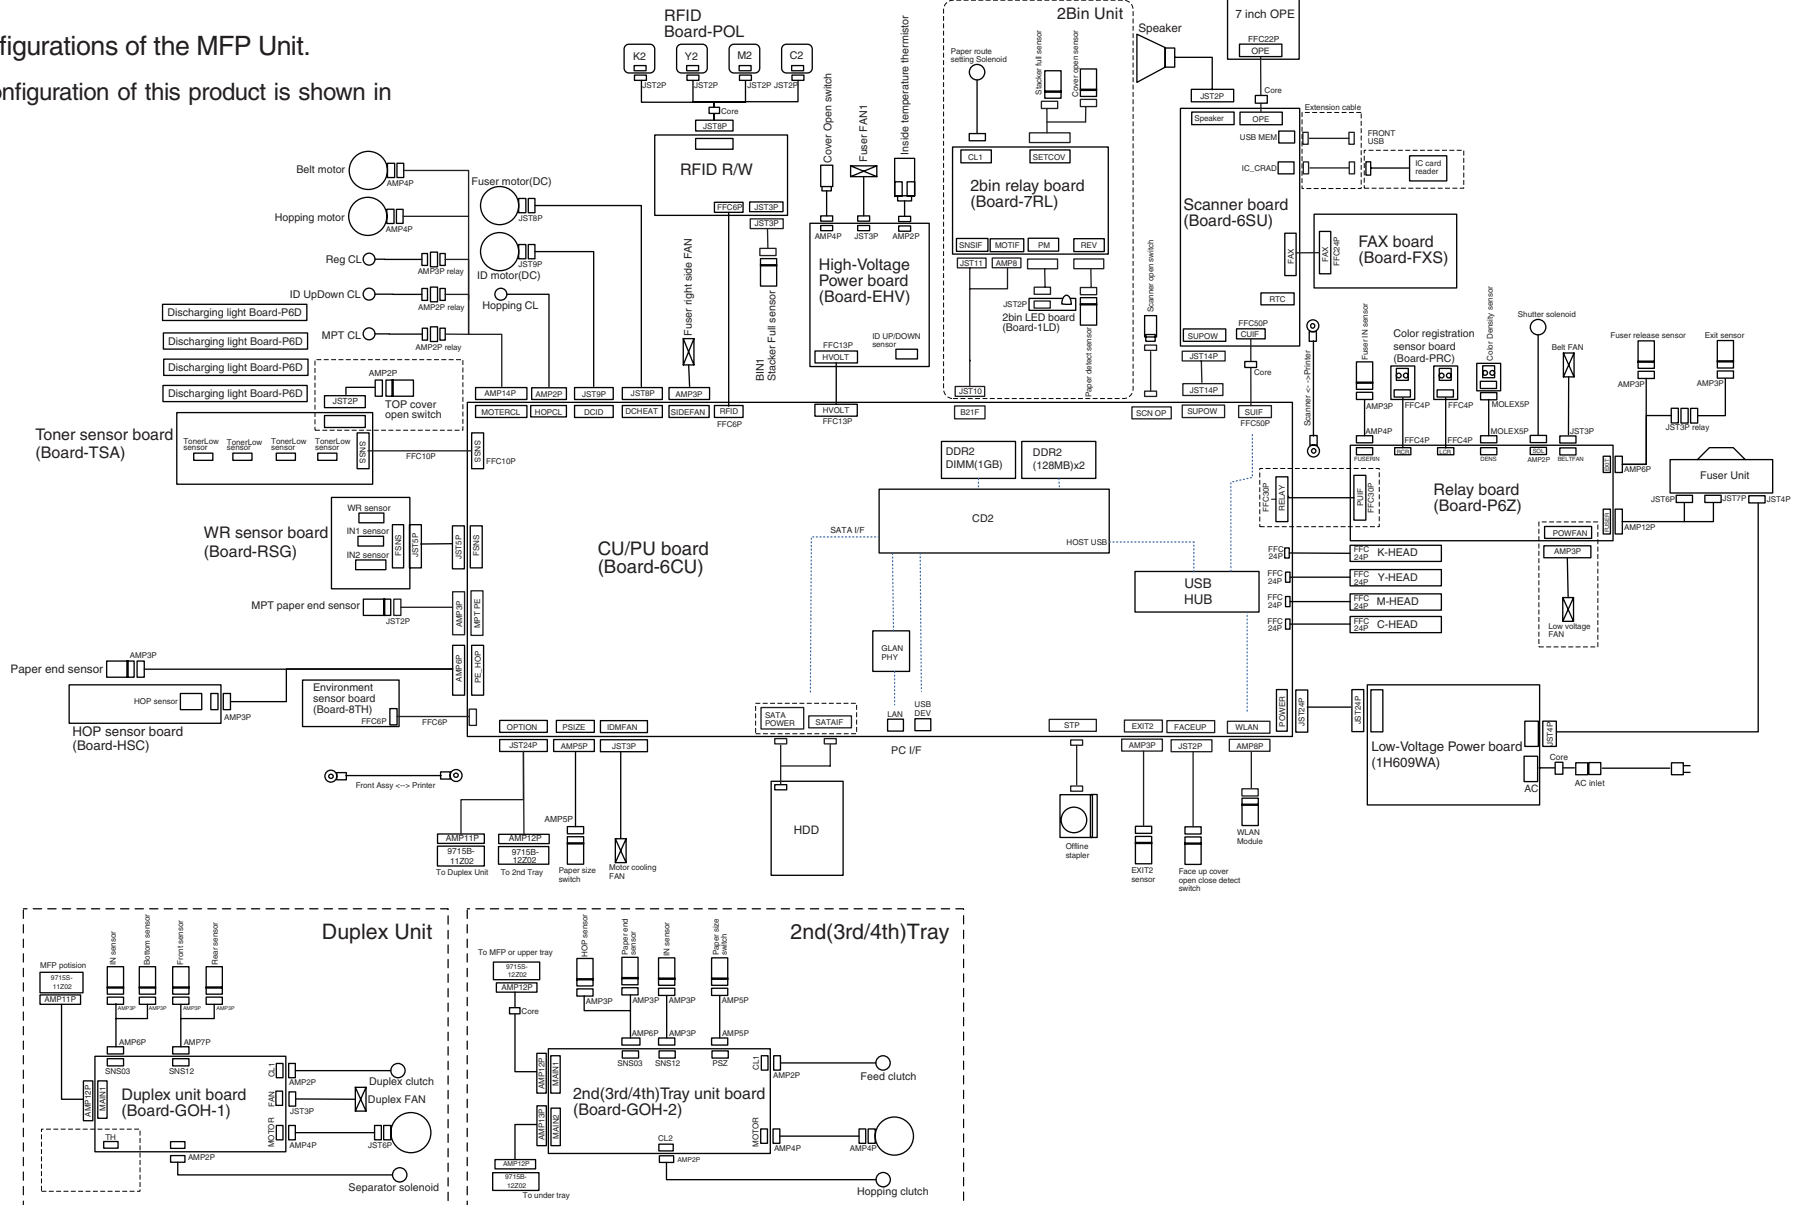 figurations of the MFP Unit.
onfiguration of this product is shown in
RFID
Board-POL
K2
Y2
M2
C2
JST2P
JST2P
JST2P
JST2P
Core
JST8P
RFID R/W
FFC6P
JST3P
JST3P
BIN1
Stacker Full sensor
Fuser right side FAN
Cover Open switch
Fuser FAN1
Inside temperature thermistor
AMP4P
JST3P
AMP2P
High-Voltage
Power board
(Board-EHV)
ID UP/DOWN
sensor
FFC13P
HVOLT
2Bin Unit
Paper route
setting Solenoid
Stacker full sensor
Cover open sensor
CL1
SETCOV
2bin relay board
(Board-7RL)
SNSIF
MOTIF
PM
REV
JST11
AMP8
JST2P
2bin LED board
(Board-1LD)
Paper detect sensor
JST10
Speaker
JST2P
7 inch OPE
FFC22P
OPE
Core
Speaker
OPE
USB MEM
IC_CRAD
Extension cable
FRONT
USB
IC card
reader
Scanner board
(Board-6SU)
FAX
FAX
FFC24P
FAX board
(Board-FXS)
RTC
FFC50P
SUPOW
CUIF
JST14P
JST14P
Core
Scanner open switch
Scanner < -->Printer
Belt motor
AMP4P
Hopping motor
AMP4P
Reg CL
AMP3P relay
ID UpDown CL
AMP2P relay
MPT CL
AMP2P relay
Fuser motor(DC)
JST8P
ID motor(DC)
JST9P
Hopping CL
Discharging light Board-P6D
Discharging light Board-P6D
Discharging light Board-P6D
Discharging light Board-P6D
AMP2P
JST2P
TOP cover
open switch
Toner sensor board
(Board-TSA)
TonerLow
sensor
TonerLow
sensor
TonerLow
sensor
TonerLow
sensor
SSNS
FFC10P
SSNS
FFC10P
AMP14P
AMP2P
JST9P
JST8P
AMP3P
MOTERCL
HOPCL
DCID
DCHEAT
SIDEFAN
RFID
FFC6P
HVOLT
FFC13P
B21F
SCN OP
SUPOW
SUIF
FFC50P
Fuser IN sensor
Color registration
sensor board
(Board-PRC)
Color Density sensor
Shutter solenoid
Belt FAN
Fuser release sensor
Exit sensor
AMP3P
FFC4P
FFC4P
MOLEX5P
AMP3P
AMP3P
JST3P relay
AMP4P
FFC4P
FFC4P
MOLEX5P
JST3P
FUSERIN
RCR
LCR
DENS
SOL
AMP2P
BELTFAN
EXIT
AMP6P
Relay board
(Board-P6Z)
FFC30P
RELAY
PUIF
FFC30P
FUSER
AMP12P
Fuser Unit
JST6P
JST7P
JST4P
POWFAN
AMP3P
Low voltage
FAN
WR sensor board
(Board-RSG)
WR sensor
IN1 sensor
IN2 sensor
FSNS
JST5P
JST5P
FSNS
CU/PU board
(Board-6CU)
DDR2
DIMM(1GB)
DDR2
(128MB)x2
CD2
SATA I/F
HOST USB
USB
HUB
GLAN
PHY
FFC
24P
FFC
24P
K-HEAD
FFC
24P
FFC
24P
Y-HEAD
FFC
24P
FFC
24P
M-HEAD
FFC
24P
FFC
24P
C-HEAD
MPT paper end sensor
JST2P
AMP3P
MPT PE
Paper end sensor
AMP3P
AMP6P
PE_HOP
HOP sensor
AMP3P
HOP sensor board
(Board-HSC)
Environment
sensor board
(Board-8TH)
FFC6P
FFC6P
OPTION
PSIZE
IDMFAN
JST24P
AMP5P
JST3P
SATA
POWER
SATAIF
LAN
USB
DEV
PC I/F
STP
EXIT2
FACEUP
WLAN
AMP3P
JST2P
AMP8P
POWER
JST24P
JST24P
Low-Voltage Power board
(1H609WA)
JST4P
AC
Core
AC inlet
Front Assy <--> Printer
AMP11P
9715B-
11Z02
To Duplex Unit
AMP12P
9715B-
12Z02
To 2nd Tray
AMP5P
Paper size
switch
Motor cooling
FAN
HDD
Offline
stapler
EXIT2
sensor
Face up cover
open close detect
switch
WLAN
Module
Duplex Unit
MFP potision
9715S-
11Z02
AMP11P
IN sensor
Bottom sensor
Front sensor
Rear sensor
AMP3P
AMP3P
AMP3P
AMP3P
AMP6P
AMP7P
SNS03
SNS12
AMP12P
MAIN1
Duplex unit board
(Board-GOH-1)
CL1
AMP2P
Duplex clutch
FAN
JST3P
Duplex FAN
MOTOR
AMP4P
JST6P
TH
AMP2P
Separator solenoid
2nd(3rd/4th)Tray
To MFP or upper tray
9715S-
12Z02
AMP12P
Core
HOP sensor
Paper end
sensor
IN sensor
Paper size
switch
AMP3P
AMP3P
AMP3P
AMP5P
AMP6P
AMP3P
AMP5P
SNS03
SNS12
PSZ
AMP12P
MAIN1
2nd(3rd/4th)Tray unit board
(Board-GOH-2)
AMP13P
MAIN2
CL1
AMP2P
Feed clutch
MOTOR
AMP4P
AMP4P
CL2
AMP2P
Hopping clutch
AMP12P
9715B-
12Z02
To under tray